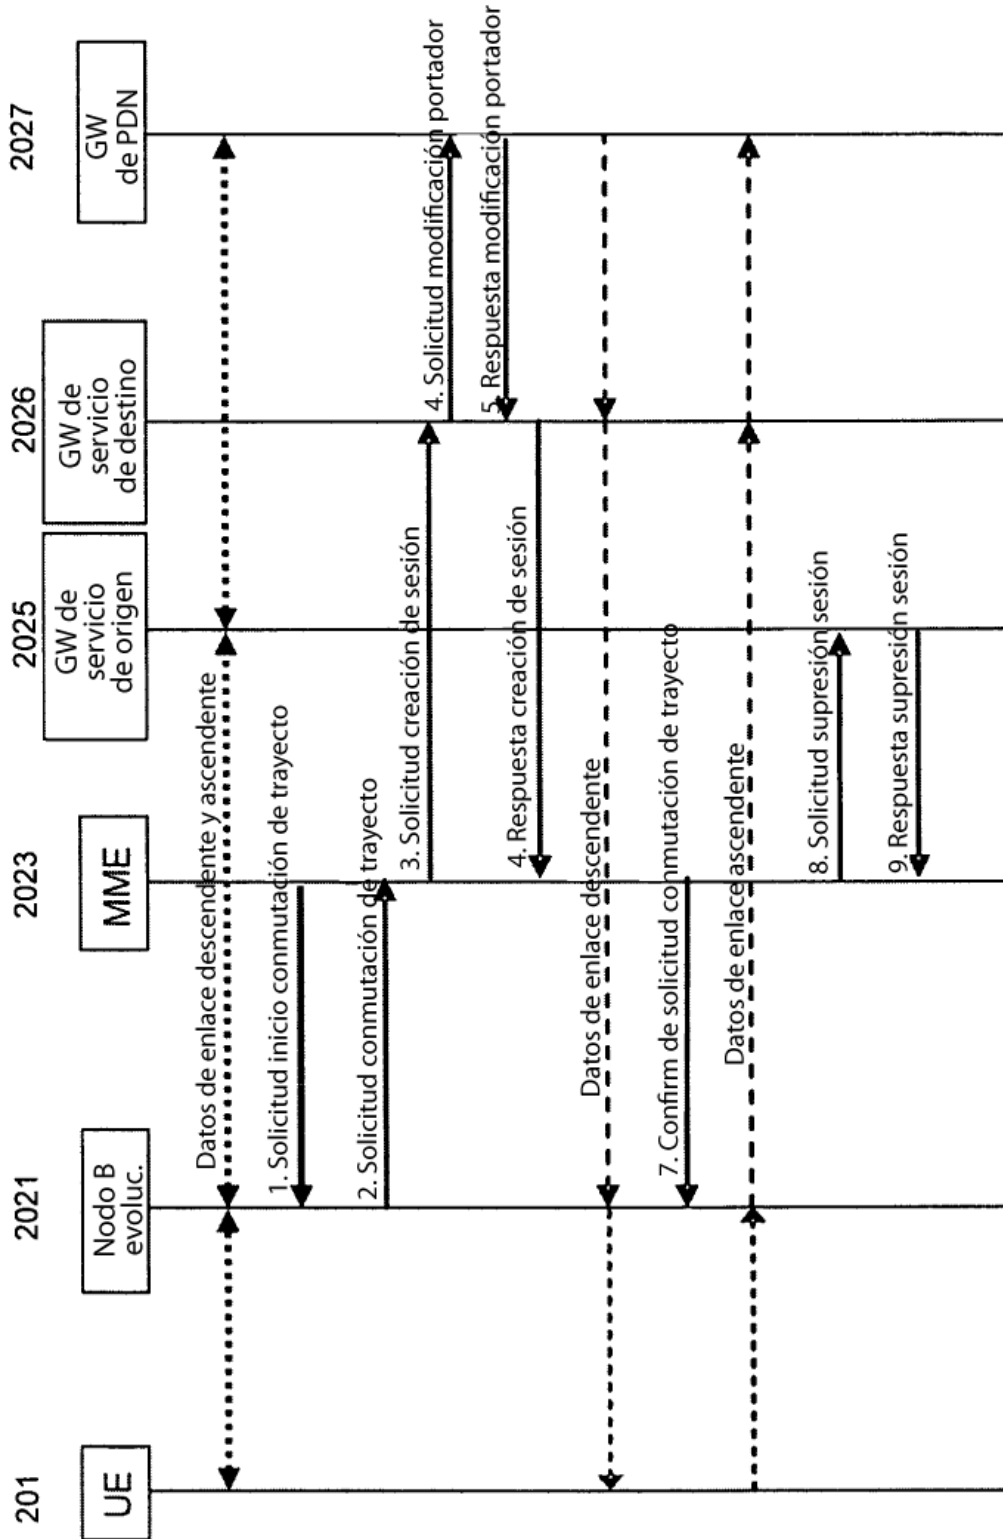 201
2021
2023
2025
2026
2027
UE
Nodo B
evoluc.
MME
GW de
servicio
de origen
GW de
servicio
de destino
GW
de PDN
Datos de enlace descendente y ascendente
1. Solicitud inicio conmutación de trayecto
2. Solicitud conmutación de trayecto
3. Solicitud creación de sesión
4. Solicitud modificación portador
5. Respuesta modificación portador
4. Respuesta creación de sesión
Datos de enlace descendente
7. Confirm de solicitud conmutación de trayecto
Datos de enlace ascendente
8. Solicitud supresión sesión
9. Respuesta supresión sesión